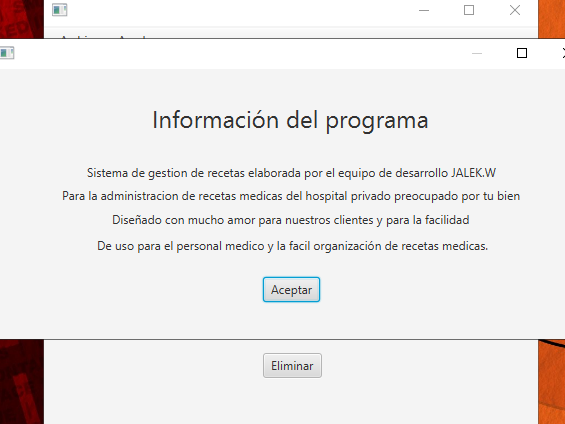 Información del programa
Sistema de gestion de recetas elaborada por el equipo de desarrollo JALEK.W
Para la administracion de recetas medicas del hospital privado preocupado por tu bien
Diseñado con mucho amor para nuestros clientes y para la facilidad
De uso para el personal medico y la facil organización de recetas medicas.
Aceptar
Eliminar